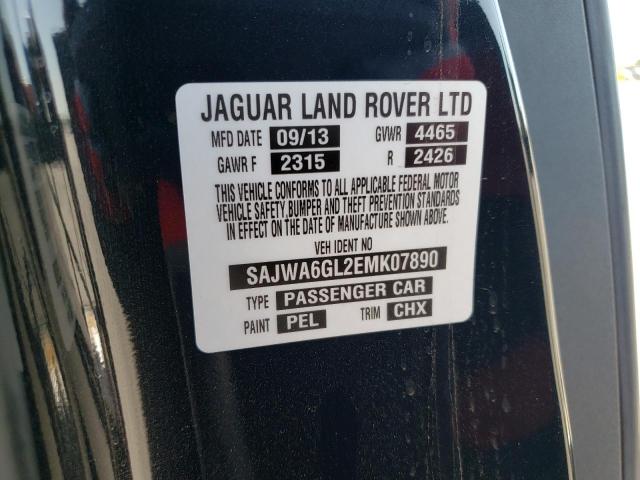 JAGUAR LAND ROVER LTD
MFD DATE 09/13 GVWR 4465
GAWR F 2315 R 2426
THIS VEHICLE CONFORMS TO ALL APPLICABLE FEDERAL MOTOR
VEHICLE SAFETY,BUMPER AND THEFT PREVENTION STANDARDS
IN EFFECT ON THE DATE OF MANUFACTURE SHOWN ABOVE.
VEH IDENT NO
SAJWA6GL2EMK07890
TYPE PASSENGER CAR
PAINT PEL TRIM CHX